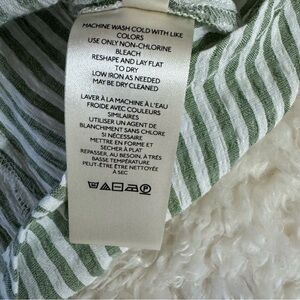 MACHINE WASH COLD WITH LIKE
COLORS
USE ONLY NON-CHLORINE
BLEACH
RESHAPE AND LAY FLAT
TO DRY
LOW IRON AS NEEDED
MAY BE DRY CLEANED
LAVER À LA MACHINE À L'EAU
FROIDE AVEC COULEURS
SIMILAIRES
UTILISER UN AGENT DE
BLANCHIMENT SANS CHLORE
SI NÉCESSAIRE
METTRE EN FORME ET
SÉCHER À PLAT
REPASSER, AU BESOIN, À TRÈS
BASSE TEMPÉRATURE
PEUT-ÊTRE ÊTRE NETTOYÉE
À SEC